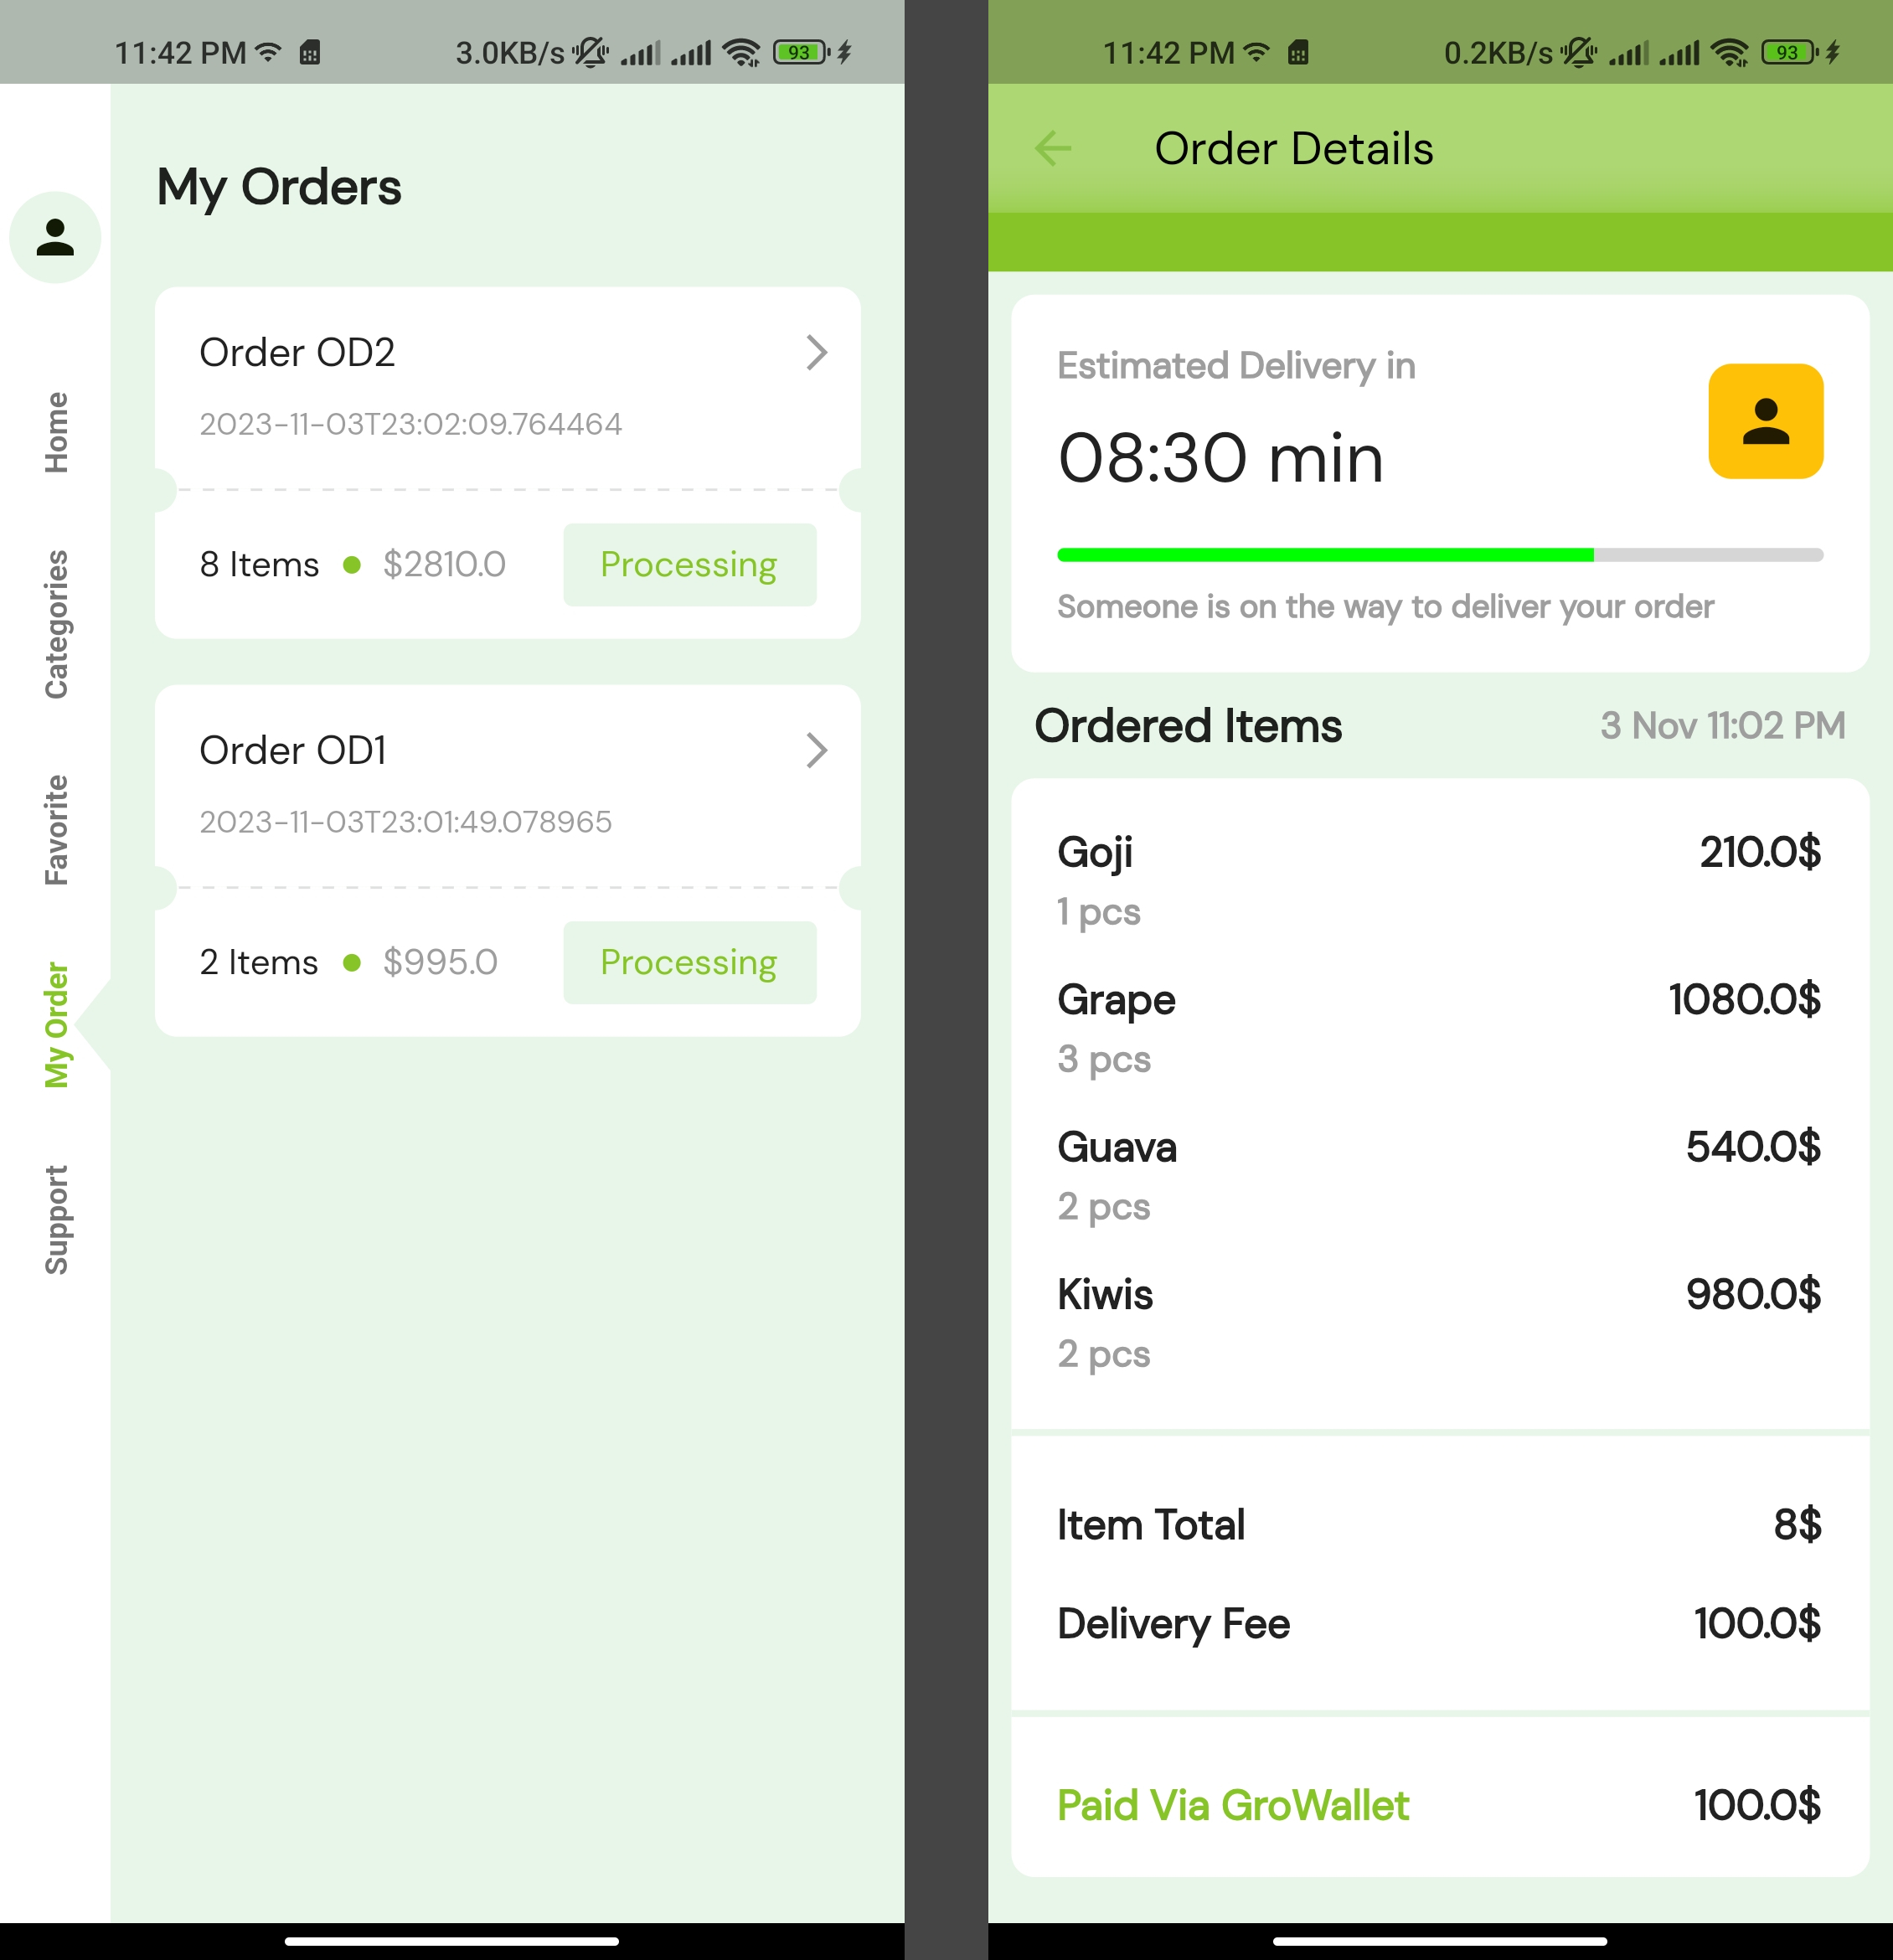 11:42 PM
3.0KB/s
93
My Orders
Home
Categories
Favorite
My Order
Support
Order OD2
2023-11-03T23:02:09.764464
8 Items
$2810.0
Processing
Order OD1
2023-11-03T23:01:49.078965
2 Items
$995.0
Processing
11:42 PM
0.2KB/s
93
Order Details
Estimated Delivery in
08:30 min
Someone is on the way to deliver your order
Ordered Items
3 Nov 11:02 PM
Goji
210.0$
1 pcs
Grape
1080.0$
3 pcs
Guava
540.0$
2 pcs
Kiwis
980.0$
2 pcs
Item Total
8$
Delivery Fee
100.0$
Paid Via GroWallet
100.0$